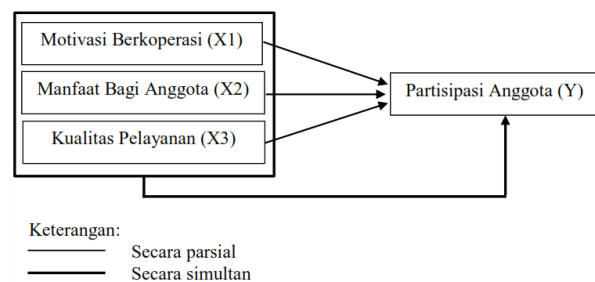 Motivasi Berkoperasi (X1)
Manfaat Bagi Anggota (X2)
Kualitas Pelayanan (X3)
Partisipasi Anggota (Y)
Keterangan:
Secara parsial
Secara simultan